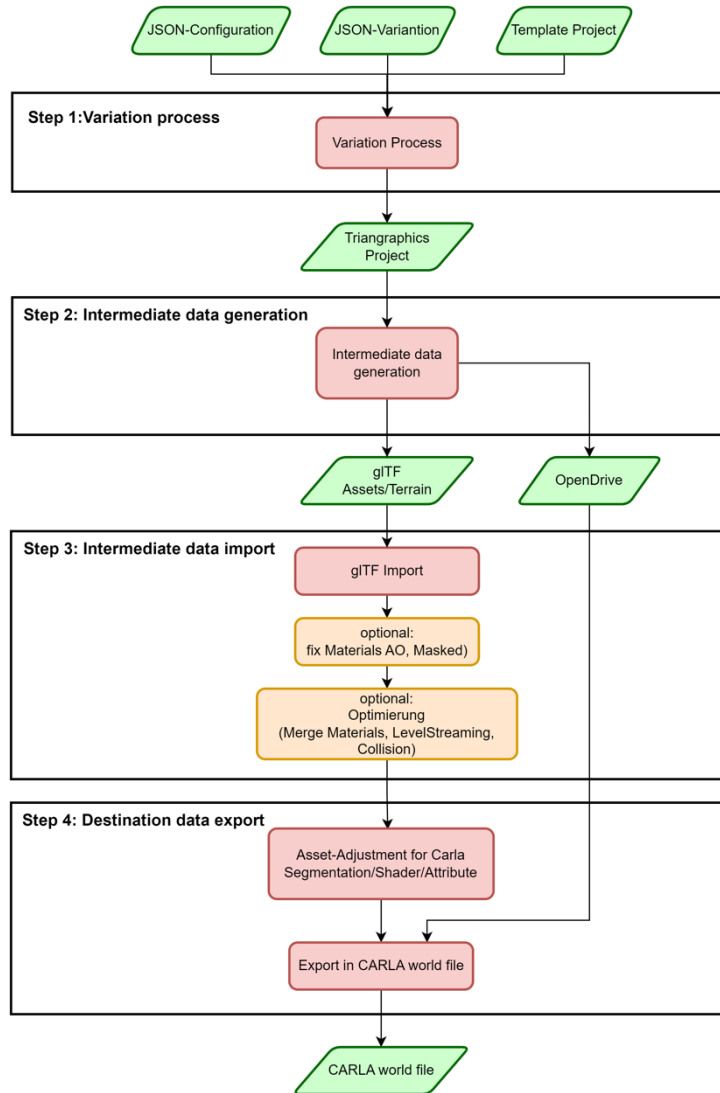 JSON-Configuration
JSON-Variantion
Template Project
Step 1:Variation process
Variation Process
Triangraphics
Project
Step 2: Intermediate data generation
Intermediate data
generation
glTF
Assets/Terrain
OpenDrive
Step 3: Intermediate data import
glTF Import
optional:
fix Materials AO, Masked)
optional:
Optimierung
(Merge Materials, LevelStreaming,
Collision)
Step 4: Destination data export
Asset-Adjustment for Carla
Segmentation/Shader/Attribute
Export in CARLA world file
CARLA world file